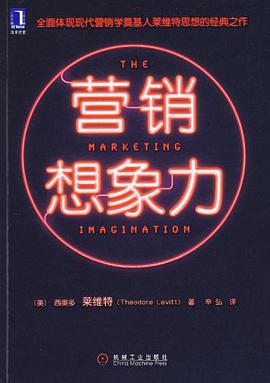 全面体现现代营销学奠基人莱维特思想的经典之作
THE
营销
MARKETING
想象力
IMAGINATION
(美) 西奥多·莱维特 (Theodore Levitt) 著 辛弘 译
机械工业出版社
China Machine Press